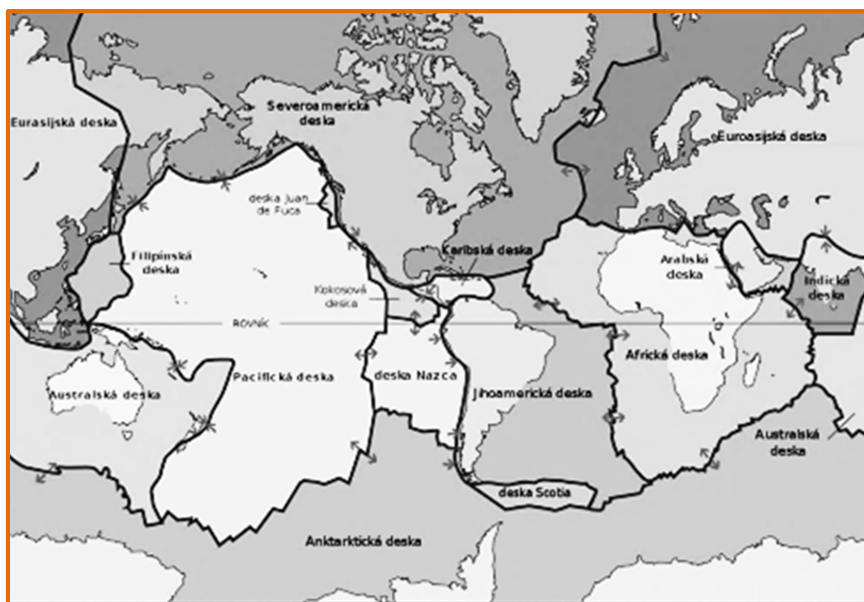 Severoamerická
deska
Eurasijská deska
Euroasijská deska
deska Juan
de Fuca
Filipínská
deska
Karibská deska
Arabská
deska
Kokosová
deska
Indická
deska
ROVNÍK
Africká deska
Pacifická deska
deska Nazca
Australská deska
Jihoamerická deska
Australská
deska
deska Scotia
Anktarktická deska